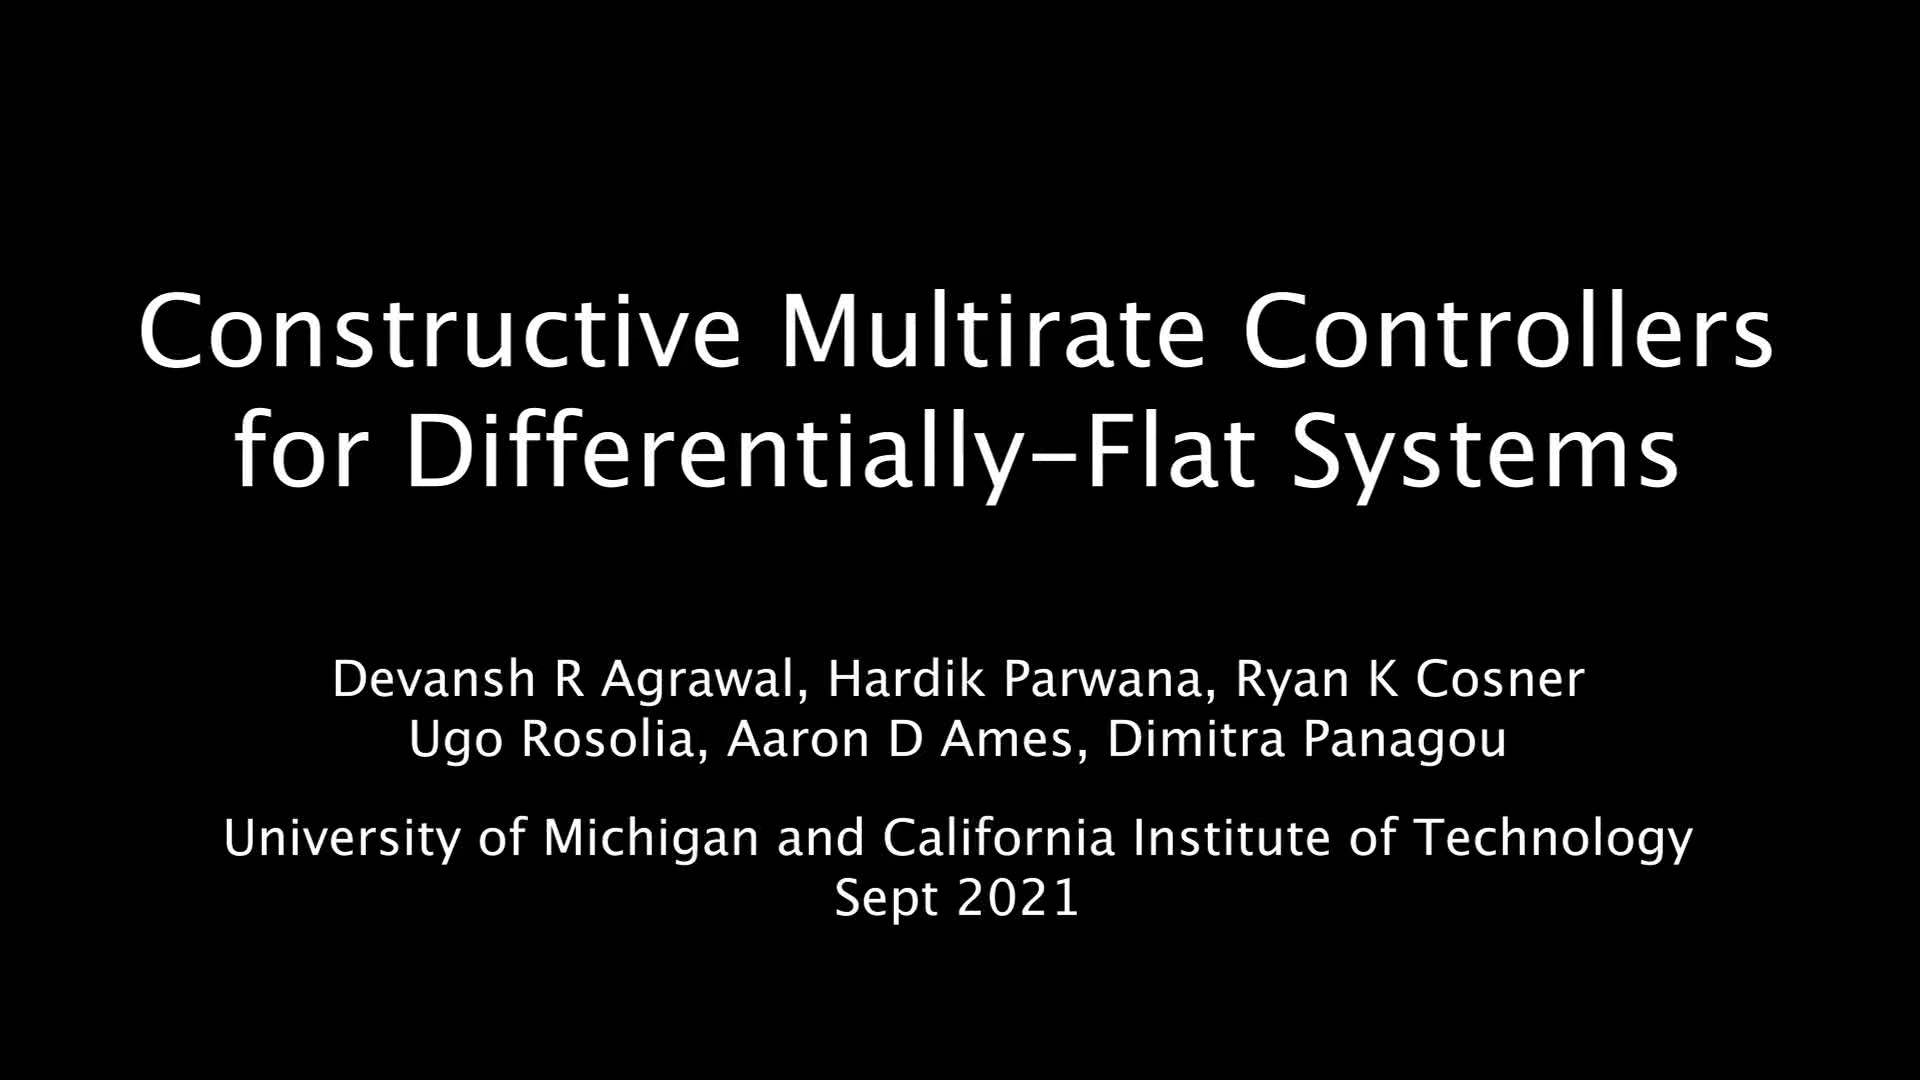 Constructive Multirate Controllers
for Differentially-Flat Systems
Devansh R Agrawal, Hardik Parwana, Ryan K Cosner
Ugo Rosolia, Aaron D Ames, Dimitra Panagou
University of Michigan and California Institute of Technology
Sept 2021